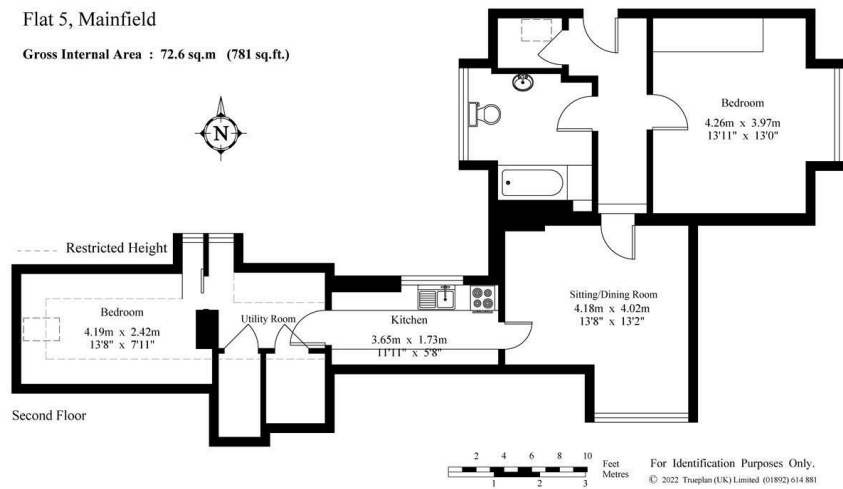 Flat 5, Mainfield
Gross Internal Area : 72.6 sq.m (781 sq.ft.)
N
Bedroom
4.26m x 3.97m
13'11" x 13'0"
Restricted Height
Bedroom
4.19m x 2.42m
13'8" x 7'11"
Utility Room
Kitchen
3.65m x 1.73m
11'11" x 5'8"
Sitting/Dining Room
4.18m x 4.02m
13'8" x 13'2"
Second Floor
2 4 6 8 10
Feet
Metres
1 2 3
For Identification Purposes Only.
© 2022 Trueplan (UK) Limited (01892) 614 881